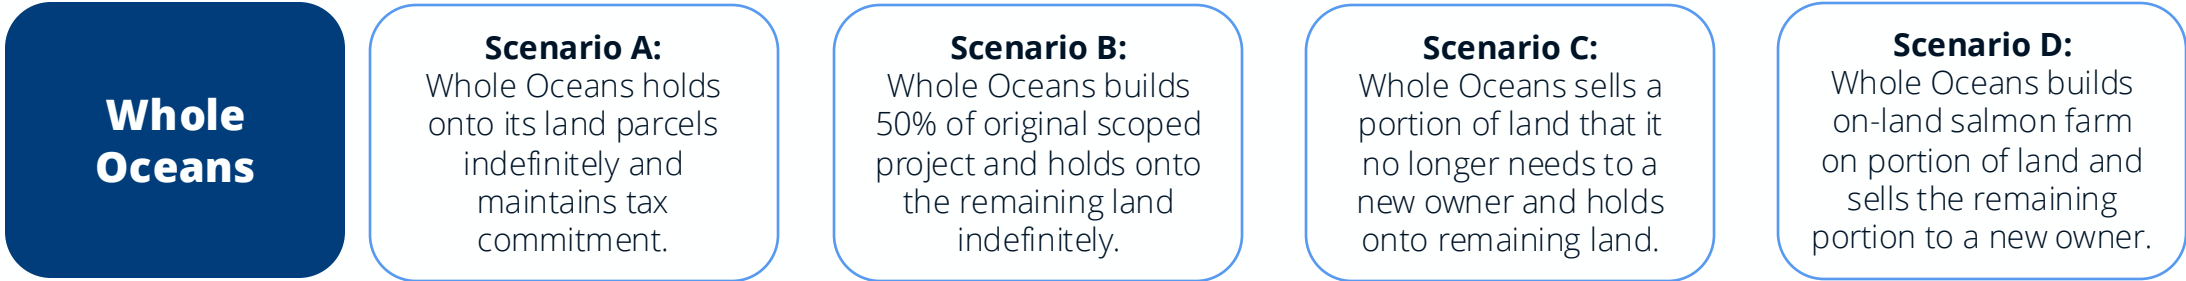 Whole
Oceans
Scenario A:
Whole Oceans holds
onto its land parcels
indefinitely and
maintains tax
commitment.
Scenario B:
Whole Oceans builds
50% of original scoped
project and holds onto
the remaining land
indefinitely.
Scenario C:
Whole Oceans sells a
portion of land that it
no longer needs to a
new owner and holds
onto remaining land.
Scenario D:
Whole Oceans builds
on-land salmon farm
on portion of land and
sells the remaining
portion to a new owner.